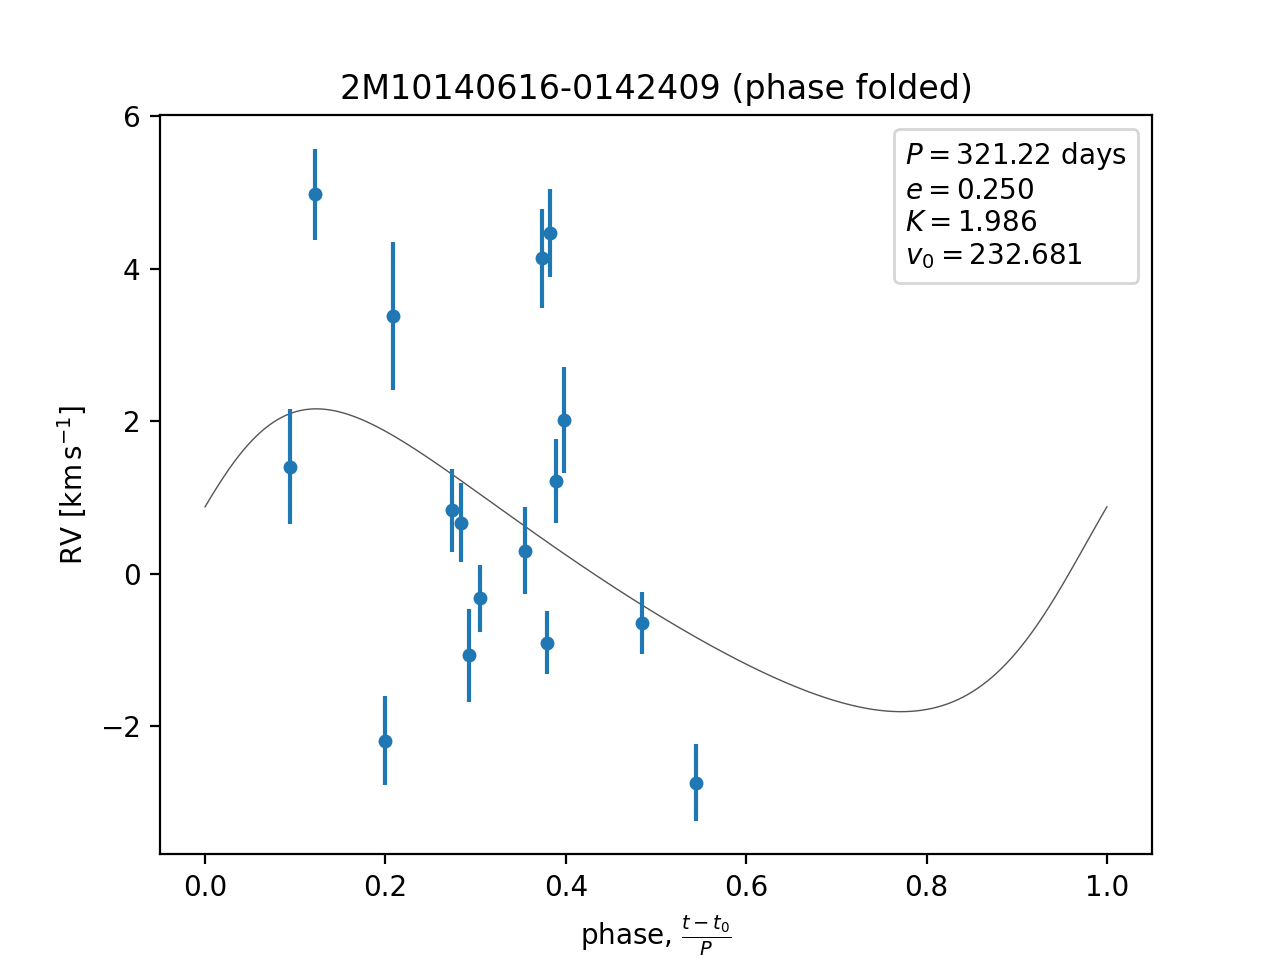 2M10140616-0142409 (phase folded)
P = 321.22 days
e = 0.250
K = 1.986
v₀ = 232.681
6
4
2
0
−2
RV [km s⁻¹]
0.0 0.2 0.4 0.6 0.8 1.0
phase, (t − t₀)/P